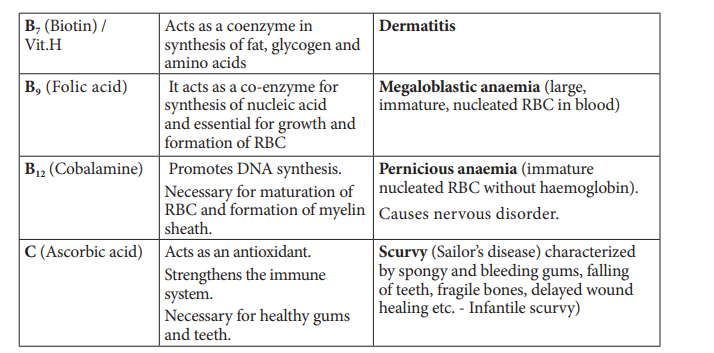 B₇ (Biotin) /
Vit.H
Acts as a coenzyme in
synthesis of fat, glycogen and
amino acids
Dermatitis
B₉ (Folic acid)
It acts as a co-enzyme for
synthesis of nucleic acid
and essential for growth and
formation of RBC
Megaloblastic anaemia (large,
immature, nucleated RBC in blood)
B₁₂ (Cobalamine)
Promotes DNA synthesis.
Necessary for maturation of
RBC and formation of myelin
sheath.
Pernicious anaemia (immature
nucleated RBC without haemoglobin).
Causes nervous disorder.
C (Ascorbic acid)
Acts as an antioxidant.
Strengthens the immune
system.
Necessary for healthy gums
and teeth.
Scurvy (Sailor’s disease) characterized
by spongy and bleeding gums, falling
of teeth, fragile bones, delayed wound
healing etc. - Infantile scurvy)